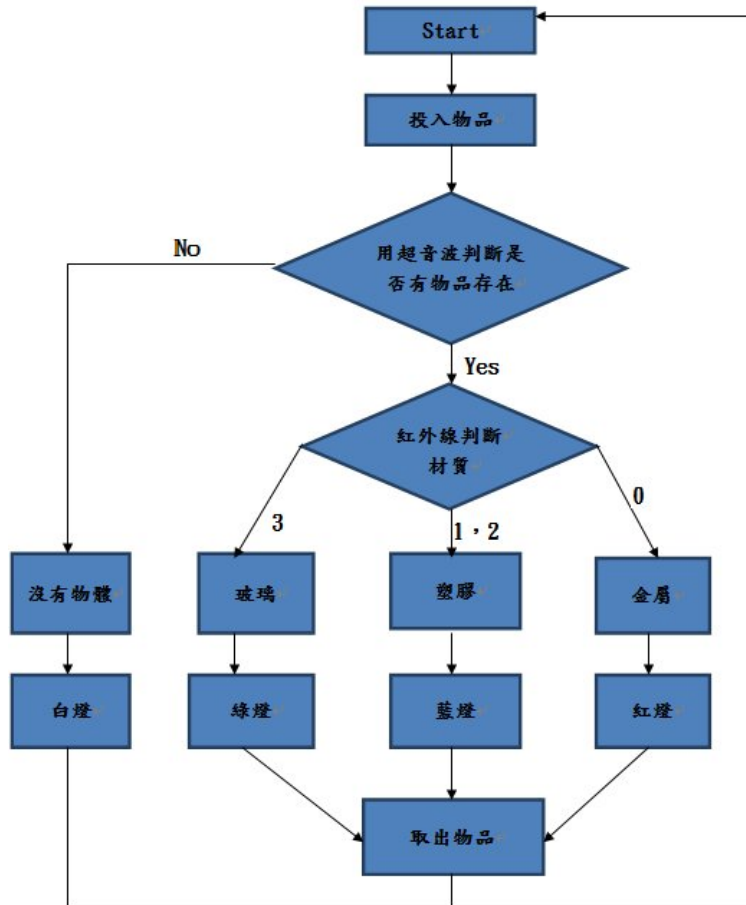 Start
投入物品
用超音波判斷是
否有物品存在
No
Yes
紅外線判斷
材質
3
1，2
0
沒有物體
玻璃
塑膠
金屬
白燈
綠燈
藍燈
紅燈
取出物品